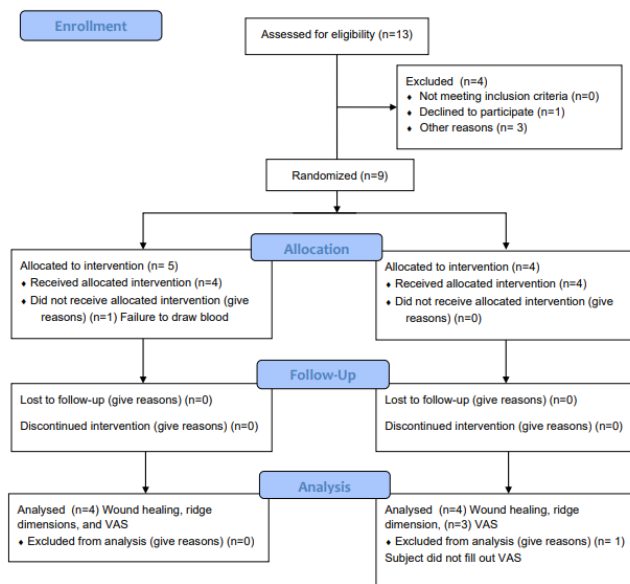 Enrollment
Assessed for eligibility (n=13)
Excluded (n=4)
♦ Not meeting inclusion criteria (n=0)
♦ Declined to participate (n=1)
♦ Other reasons (n= 3)
Randomized (n=9)
Allocation
Allocated to intervention (n= 5)
♦ Received allocated intervention (n=4)
♦ Did not receive allocated intervention (give
reasons) (n=1) Failure to draw blood
Allocated to intervention (n=4)
♦ Received allocated intervention (n=4)
♦ Did not receive allocated intervention (give
reasons) (n=0)
Follow-Up
Lost to follow-up (give reasons) (n=0)
Discontinued intervention (give reasons) (n=0)
Lost to follow-up (give reasons) (n=0)
Discontinued intervention (give reasons) (n=0)
Analysis
Analysed (n=4) Wound healing, ridge
dimensions, and VAS
♦ Excluded from analysis (give reasons) (n=0)
Analysed (n=4) Wound healing, ridge
dimension, (n=3) VAS
♦ Excluded from analysis (give reasons) (n= 1)
Subject did not fill out VAS